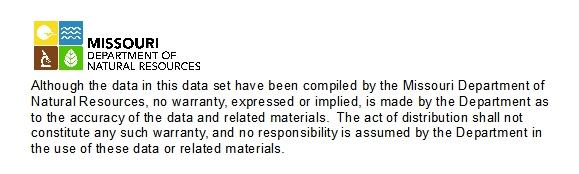 MISSOURI
DEPARTMENT OF
NATURAL RESOURCES
Although the data in this data set have been compiled by the Missouri Department of
Natural Resources, no warranty, expressed or implied, is made by the Department as
to the accuracy of the data and related materials. The act of distribution shall not
constitute any such warranty, and no responsibility is assumed by the Department in
the use of these data or related materials.